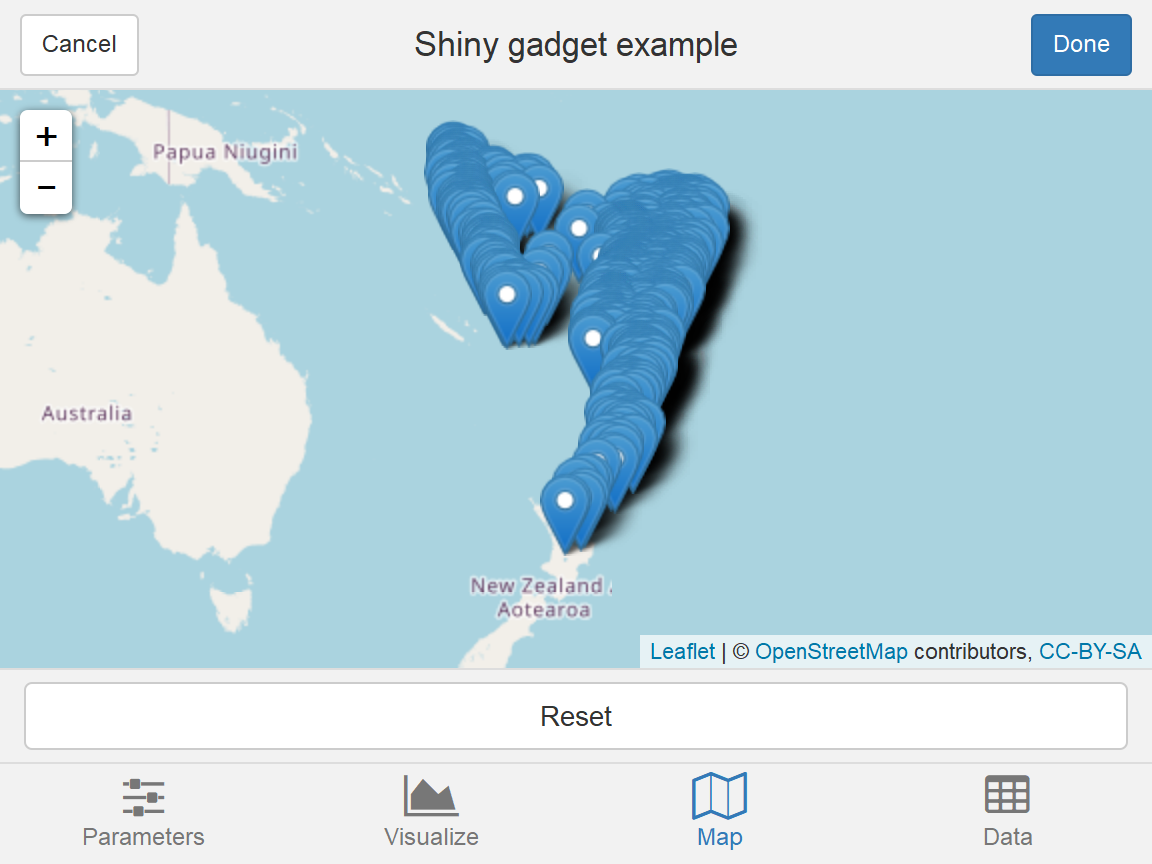 Cancel
Shiny gadget example
Done
+
Papua Niugini
−
Australia
New Zealand
Aotearoa
Leaflet | © OpenStreetMap contributors, CC-BY-SA
Reset
Parameters
Visualize
Map
Data